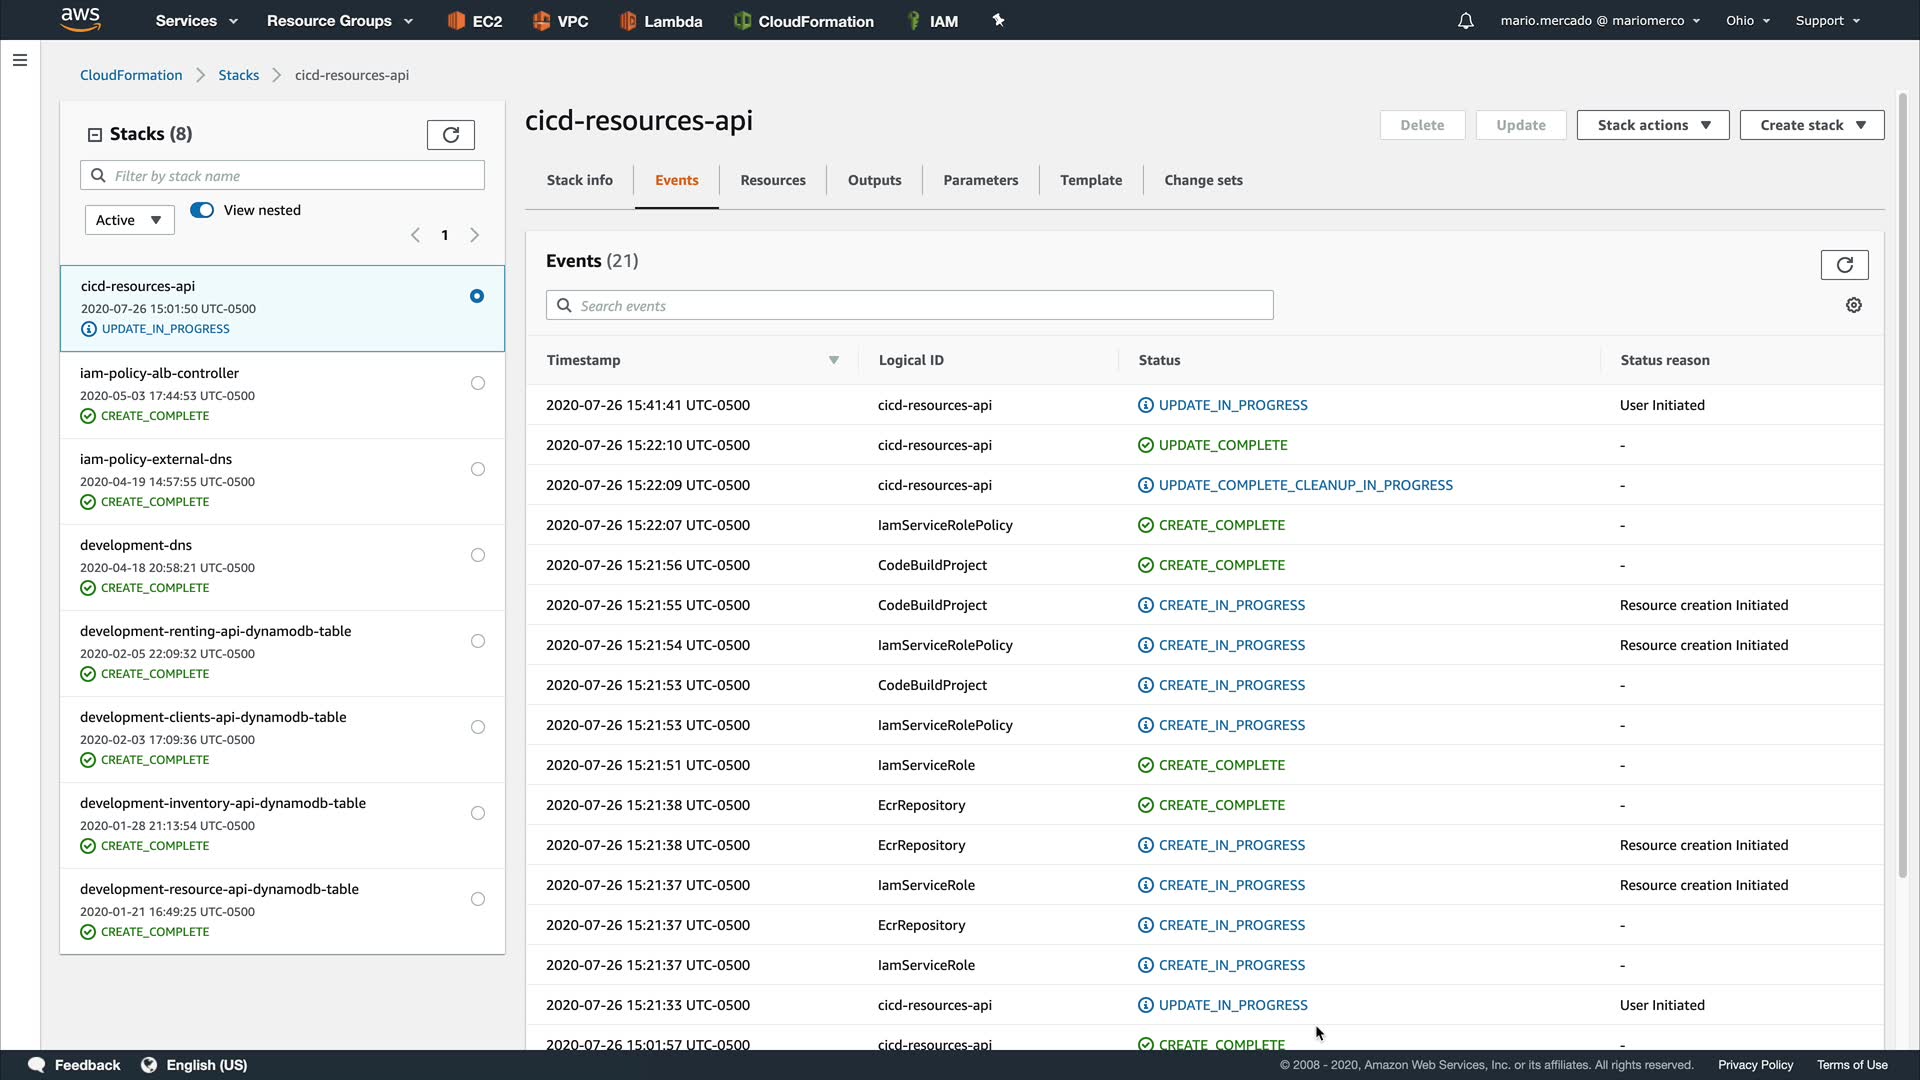 aws Services Resource Groups EC2 VPC Lambda CloudFormation IAM mario.mercado @ mariomerco Ohio Support
CloudFormation Stacks cicd-resources-api
Stacks (8)
Filter by stack name
Active View nested
1
cicd-resources-api
2020-07-26 15:01:50 UTC-0500
UPDATE_IN_PROGRESS
iam-policy-alb-controller
2020-05-03 17:44:53 UTC-0500
CREATE_COMPLETE
iam-policy-external-dns
2020-04-19 14:57:55 UTC-0500
CREATE_COMPLETE
development-dns
2020-04-18 20:58:21 UTC-0500
CREATE_COMPLETE
development-renting-api-dynamodb-table
2020-02-05 22:09:32 UTC-0500
CREATE_COMPLETE
development-clients-api-dynamodb-table
2020-02-03 17:09:36 UTC-0500
CREATE_COMPLETE
development-inventory-api-dynamodb-table
2020-01-28 21:13:54 UTC-0500
CREATE_COMPLETE
development-resource-api-dynamodb-table
2020-01-21 16:49:25 UTC-0500
CREATE_COMPLETE
cicd-resources-api
Delete Update Stack actions Create stack
Stack info Events Resources Outputs Parameters Template Change sets
Events (21)
Search events
Timestamp Logical ID Status Status reason
2020-07-26 15:41:41 UTC-0500 cicd-resources-api UPDATE_IN_PROGRESS User Initiated
2020-07-26 15:22:10 UTC-0500 cicd-resources-api UPDATE_COMPLETE -
2020-07-26 15:22:09 UTC-0500 cicd-resources-api UPDATE_COMPLETE_CLEANUP_IN_PROGRESS -
2020-07-26 15:22:07 UTC-0500 IamServiceRolePolicy CREATE_COMPLETE -
2020-07-26 15:21:56 UTC-0500 CodeBuildProject CREATE_COMPLETE -
2020-07-26 15:21:55 UTC-0500 CodeBuildProject CREATE_IN_PROGRESS Resource creation Initiated
2020-07-26 15:21:54 UTC-0500 IamServiceRolePolicy CREATE_IN_PROGRESS Resource creation Initiated
2020-07-26 15:21:53 UTC-0500 CodeBuildProject CREATE_IN_PROGRESS -
2020-07-26 15:21:53 UTC-0500 IamServiceRolePolicy CREATE_IN_PROGRESS -
2020-07-26 15:21:51 UTC-0500 IamServiceRole CREATE_COMPLETE -
2020-07-26 15:21:38 UTC-0500 EcrRepository CREATE_COMPLETE -
2020-07-26 15:21:38 UTC-0500 EcrRepository CREATE_IN_PROGRESS Resource creation Initiated
2020-07-26 15:21:37 UTC-0500 IamServiceRole CREATE_IN_PROGRESS Resource creation Initiated
2020-07-26 15:21:37 UTC-0500 EcrRepository CREATE_IN_PROGRESS -
2020-07-26 15:21:37 UTC-0500 IamServiceRole CREATE_IN_PROGRESS -
2020-07-26 15:21:33 UTC-0500 cicd-resources-api UPDATE_IN_PROGRESS User Initiated
2020-07-26 15:01:57 UTC-0500 cicd-resources-api CREATE_COMPLETE -
Feedback English (US) © 2008 - 2020, Amazon Web Services, Inc. or its affiliates. All rights reserved. Privacy Policy Terms of Use